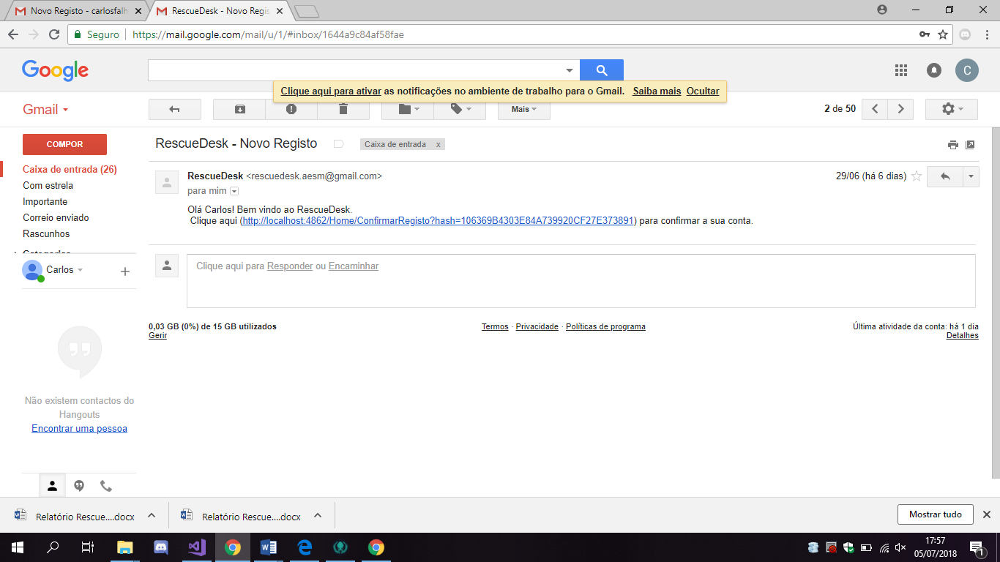 Novo Registo - carlosfalh
RescueDesk - Novo Regis
Seguro
https://mail.google.com/mail/u/1/#inbox/1644a9c84af58fae
Google
C
Clique aqui para ativar as notificações no ambiente de trabalho para o Gmail. Saiba mais Ocultar
Gmail
Mais
2 de 50
COMPOR
RescueDesk - Novo Registo
Caixa de entrada x
Caixa de entrada (26)
Com estrela
Importante
Correio enviado
Rascunhos
Categorias
RescueDesk <rescuedesk.aesm@gmail.com>
29/06 (há 6 dias)
para mim
Olá Carlos! Bem vindo ao RescueDesk.
Clique aqui (http://localhost:4862/Home/ConfirmarRegisto?hash=106369B4303E84A739920CF27E373891) para confirmar a sua conta.
Carlos
Clique aqui para Responder ou Encaminhar
0,03 GB (0%) de 15 GB utilizados
Gerir
Termos · Privacidade · Políticas de programa
Última atividade da conta: há 1 dia
Detalhes
Não existem contactos do
Hangouts
Encontrar uma pessoa
Relatório Rescue....docx
Relatório Rescue....docx
Mostrar tudo
17:57
05/07/2018
1